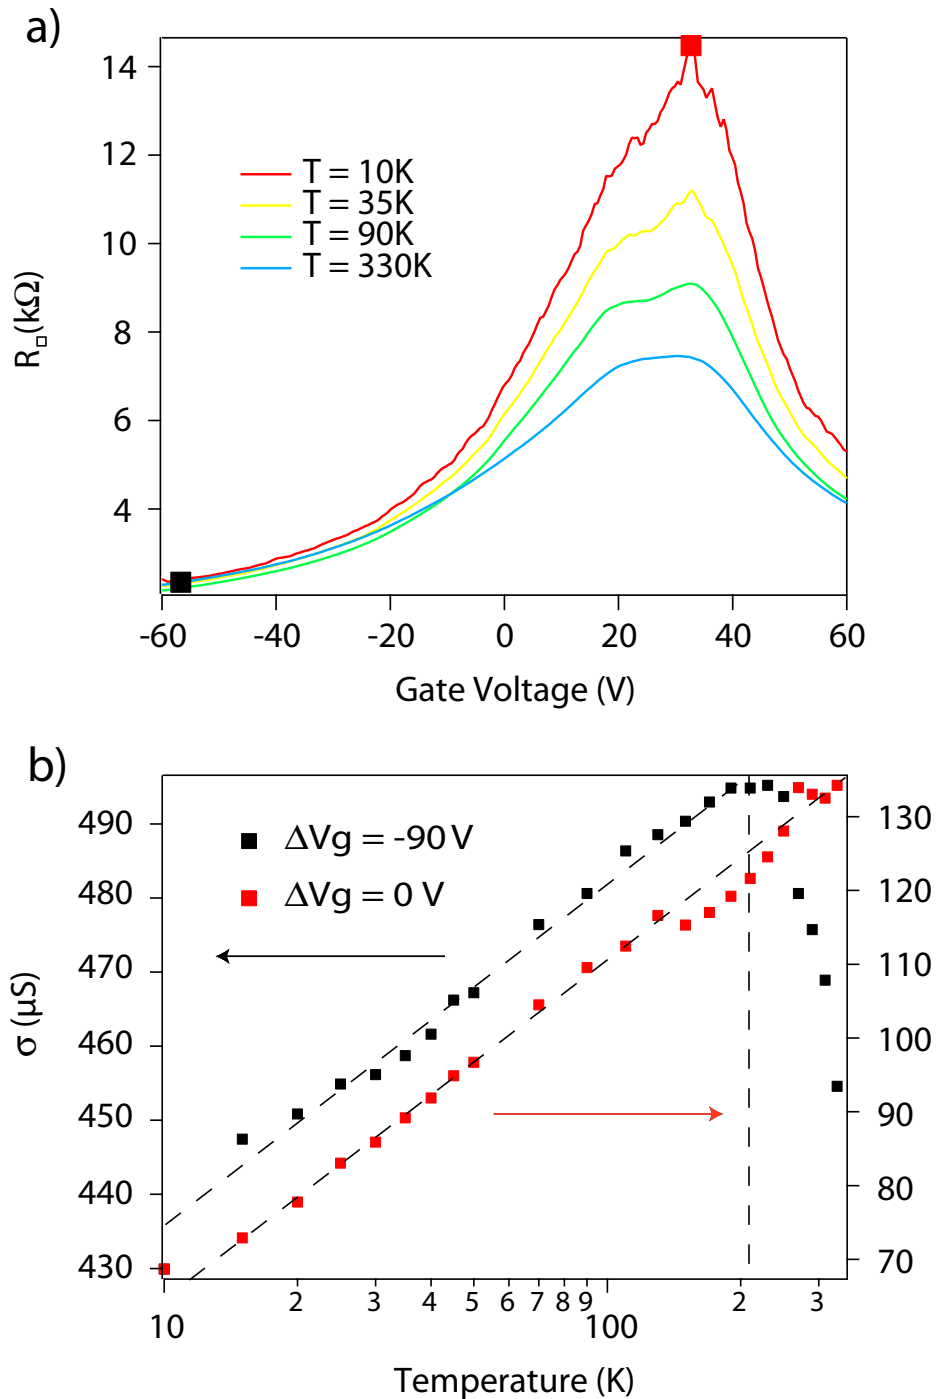 a)
14
12
10
8
6
4
R□(kΩ)
T = 10K
T = 35K
T = 90K
T = 330K
-60 -40 -20 0 20 40 60
Gate Voltage (V)
b)
490
480
470
460
450
440
430
σ (µS)
ΔVg = -90 V
ΔVg = 0 V
130
120
110
100
90
80
70
10 2 3 4 5 6 7 8 9 100 2 3
Temperature (K)